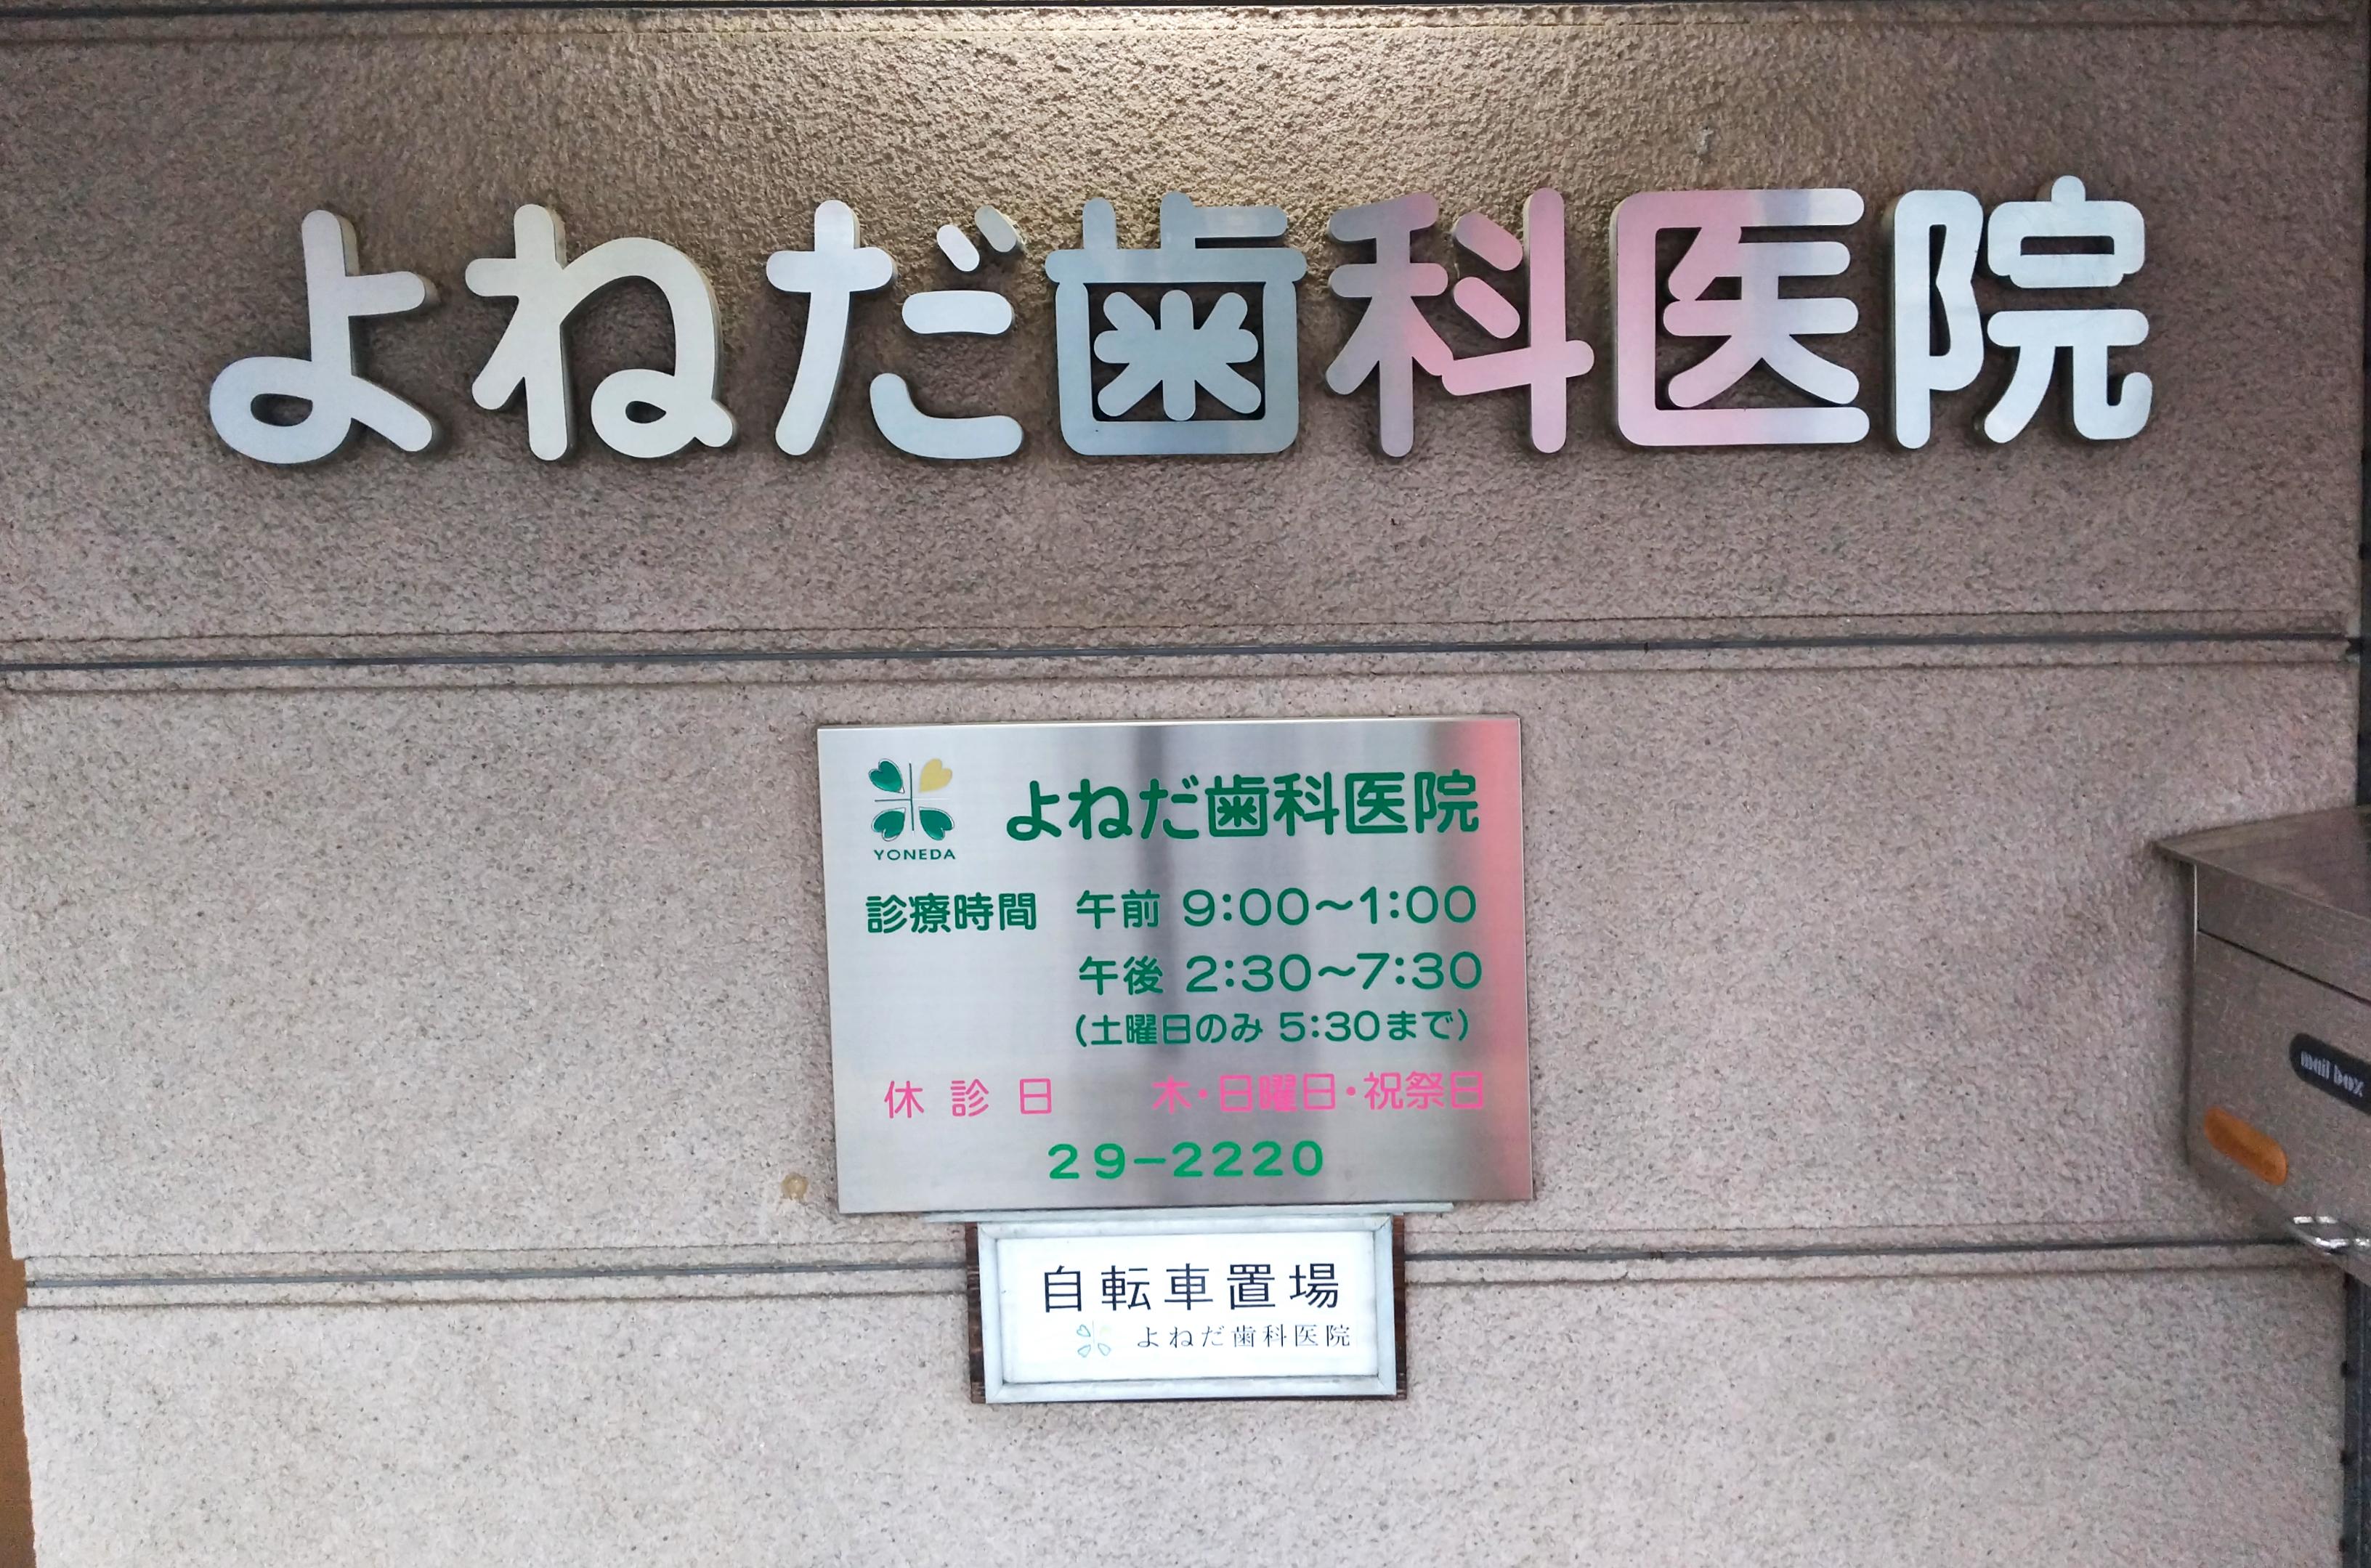 よねだ歯科医院
YONEDA
よねだ歯科医院
診療時間 午前 9:00～1:00
午後 2:30～7:30
(土曜日のみ 5:30まで)
休診日 木・日曜日・祝祭日
29-2220
mail box
自転車置場
よねだ歯科医院